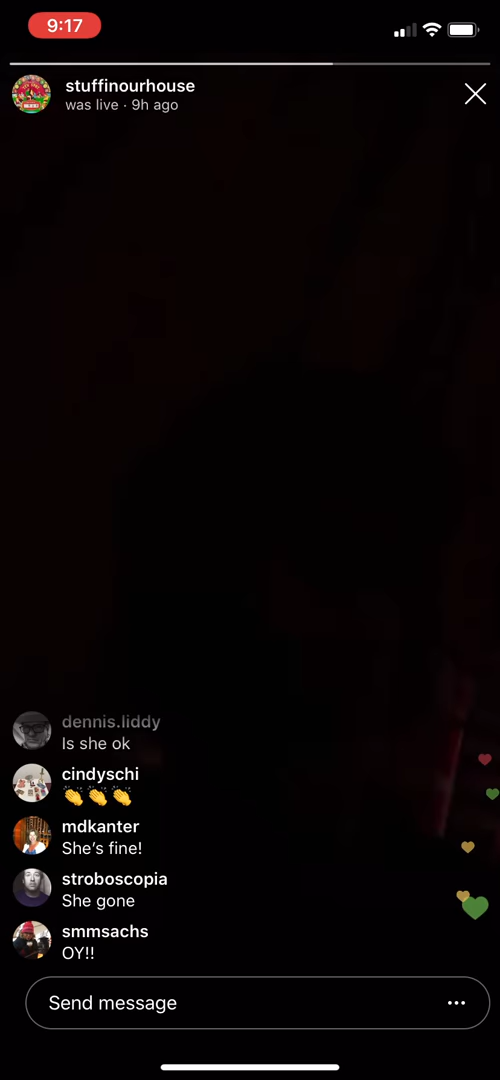 9:17
stuffinourhouse
was live · 9h ago
dennis.liddy
Is she ok
cindyschi
👏👏👏
mdkanter
She’s fine!
stroboscopia
She gone
smmsachs
OY!!
Send message